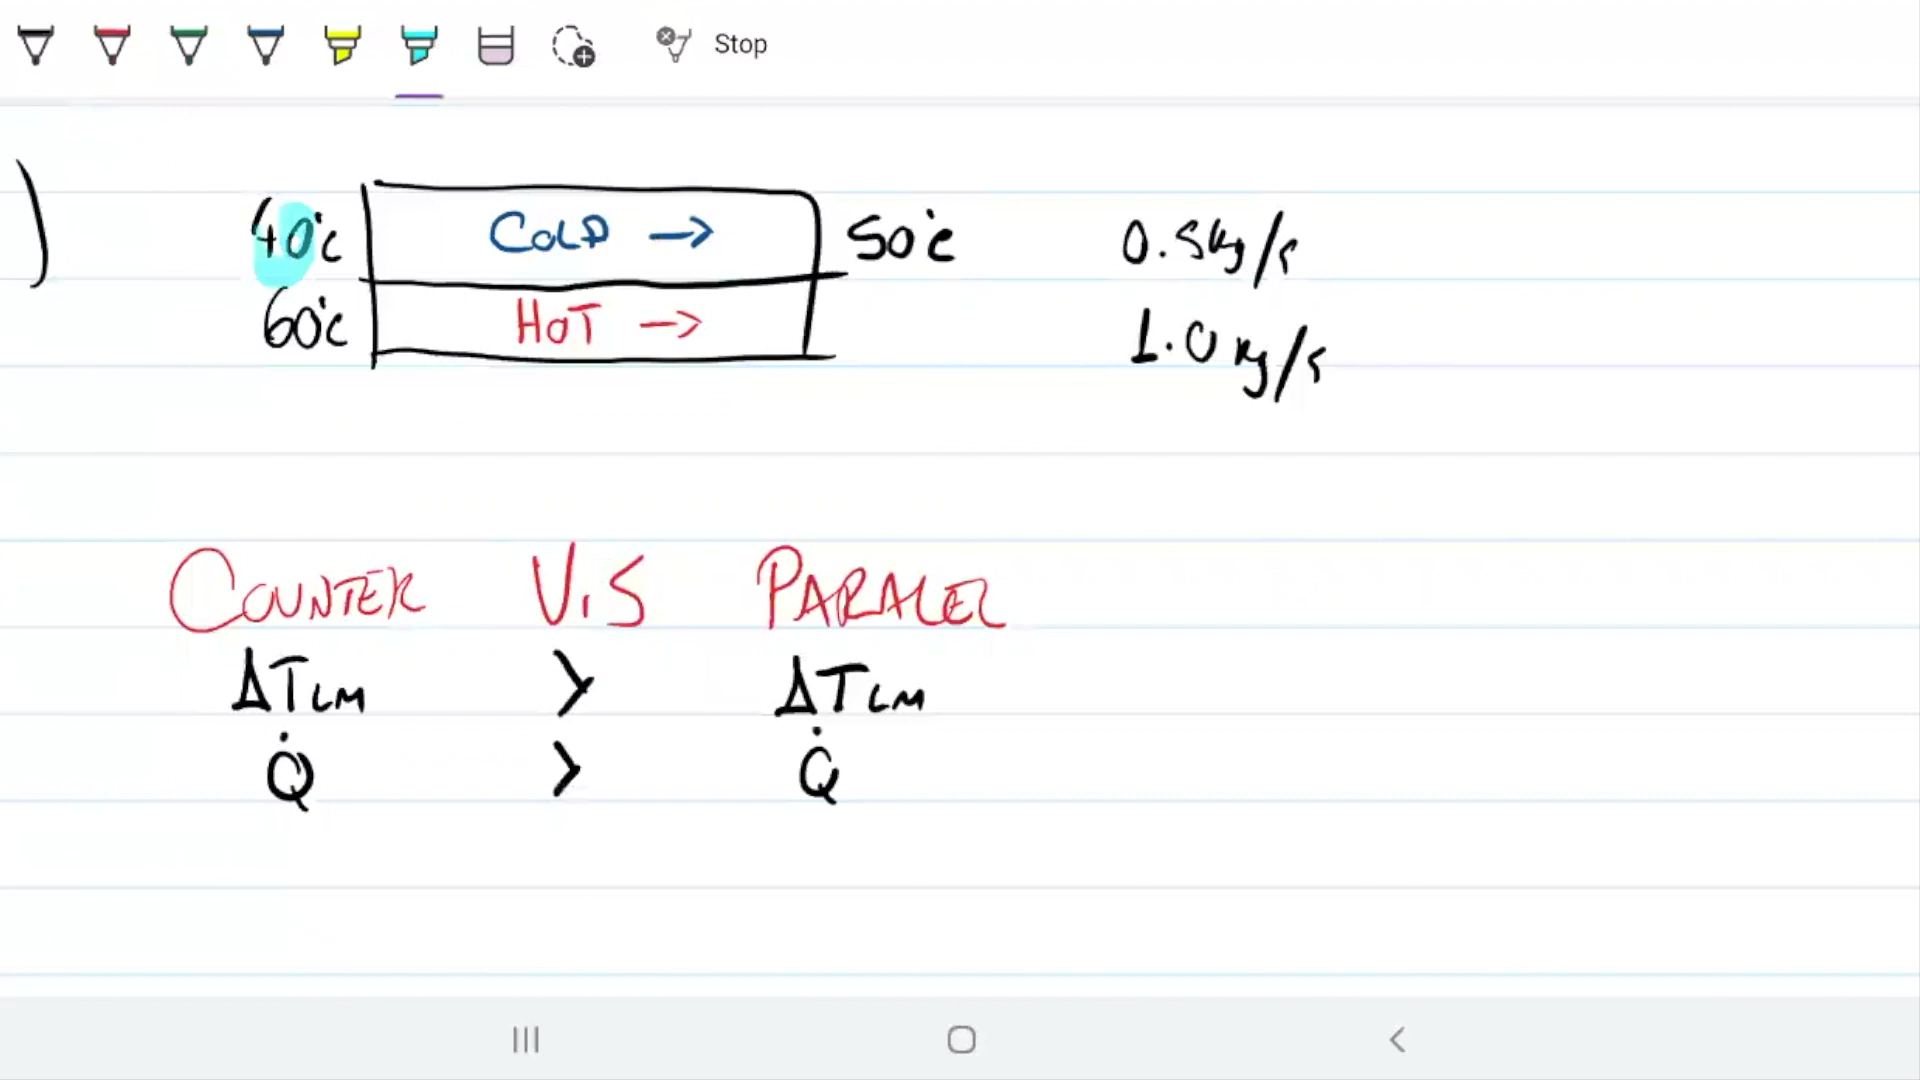 Stop
)
40°c COLD → 50°c 0.5kg/s
60°c HOT → 1.0kg/s
COUNTER V.S PARALEL
ΔTLM > ΔTLM
Q̇ > Q̇